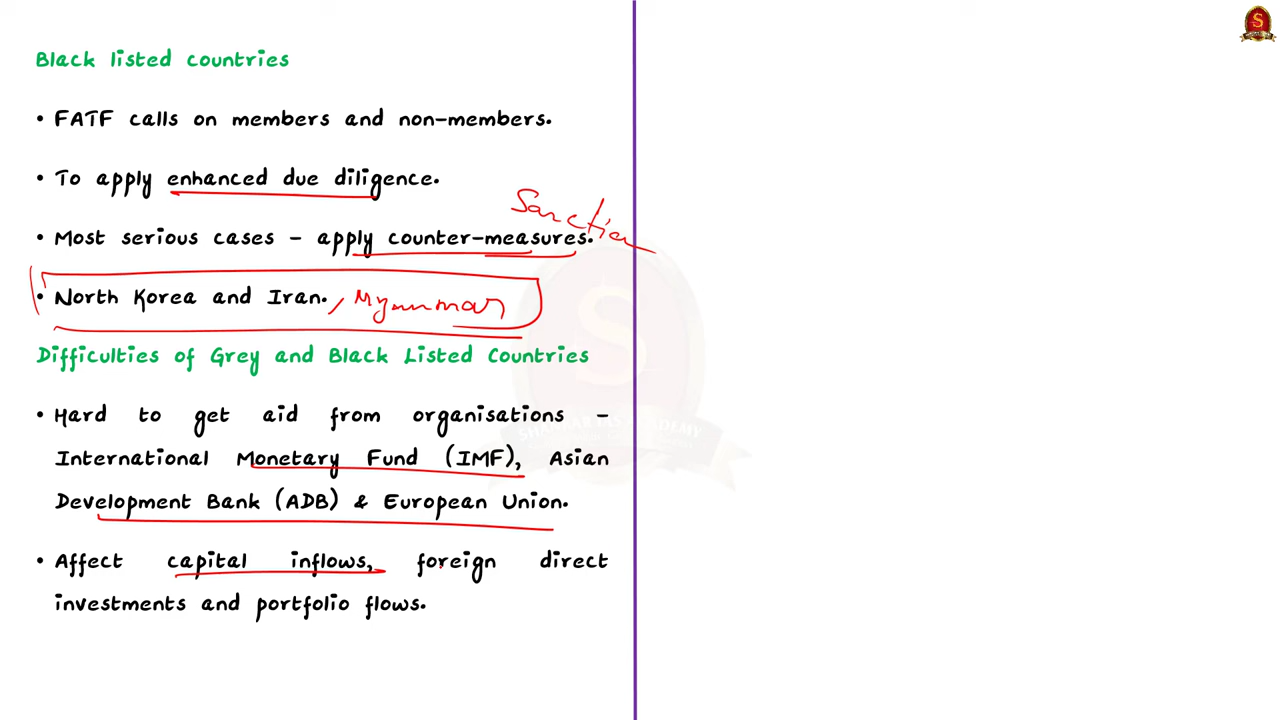 Black listed countries
• FATF calls on members and non-members.
• To apply enhanced due diligence.
Sanction
• Most serious cases - apply counter-measures.
• North Korea and Iran. , Myanmar
Difficulties of Grey and Black Listed Countries
• Hard to get aid from organisations -
International Monetary Fund (IMF), Asian
Development Bank (ADB) & European Union.
• Affect capital inflows, foreign direct
investments and portfolio flows.